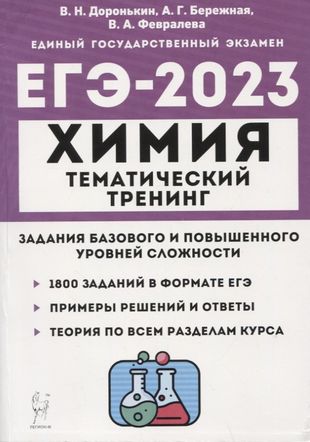 В. Н. Доронькин, А. Г. Бережная,
В. А. Февралева
ЕДИНЫЙ ГОСУДАРСТВЕННЫЙ ЭКЗАМЕН
ЕГЭ-2023
ХИМИЯ
ТЕМАТИЧЕСКИЙ
ТРЕНИНГ
ЗАДАНИЯ БАЗОВОГО И ПОВЫШЕННОГО
УРОВНЕЙ СЛОЖНОСТИ
• 1800 ЗАДАНИЙ В ФОРМАТЕ ЕГЭ
• ПРИМЕРЫ РЕШЕНИЙ И ОТВЕТЫ
• ТЕОРИЯ ПО ВСЕМ РАЗДЕЛАМ КУРСА
ЛЕГИОН-М